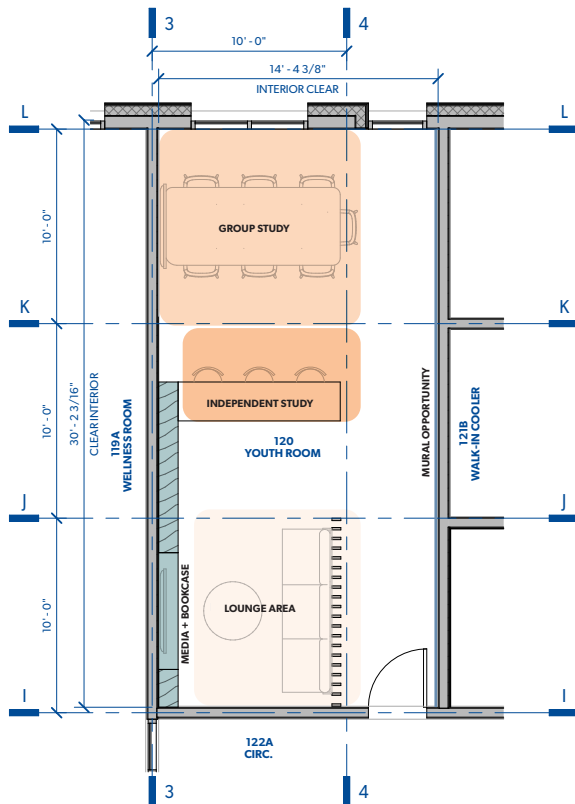 3
4
10' - 0"
14' - 4 3/8"
INTERIOR CLEAR
L
L
10' - 0"
GROUP STUDY
K
K
10' - 0"
30' - 2 3/16"
CLEAR INTERIOR
119A
WELLNESS ROOM
INDEPENDENT STUDY
120
YOUTH ROOM
MURAL OPPORTUNITY
121B
WALK-IN COOLER
J
J
10' - 0"
MEDIA + BOOKCASE
LOUNGE AREA
I
I
122A
CIRC.
3
4